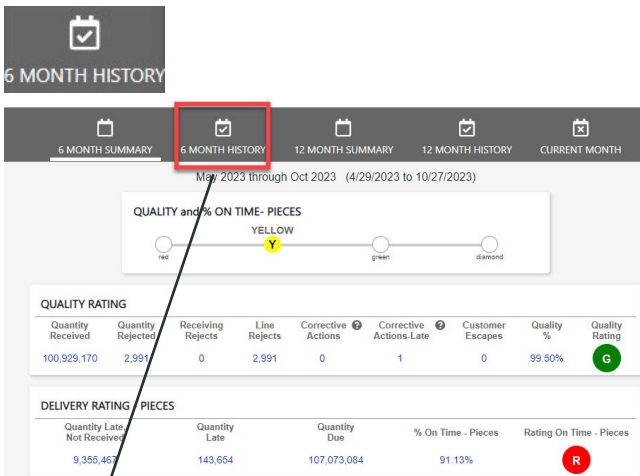 6 MONTH HISTORY
6 MONTH SUMMARY 6 MONTH HISTORY 12 MONTH SUMMARY 12 MONTH HISTORY CURRENT MONTH
May 2023 through Oct 2023 (4/29/2023 to 10/27/2023)
QUALITY and % ON TIME- PIECES
YELLOW
Y
red green diamond
QUALITY RATING
Quantity Received Quantity Rejected Receiving Rejects Line Rejects Corrective ? Actions Corrective ? Actions-Late Customer Escapes Quality % Quality Rating
100,929,170 2,991 0 2,991 0 1 0 99.50% G
DELIVERY RATING - PIECES
Quantity Late, Not Received Quantity Late Quantity Due % On Time - Pieces Rating On Time - Pieces
9,355,467 143,654 107,073,084 91.13% R